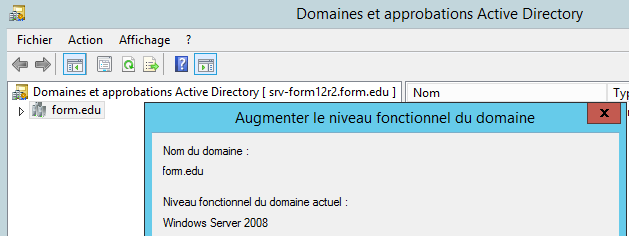 Domaines et approbations Active Directory
Fichier Action Affichage ?
Domaines et approbations Active Directory [ srv-form12r2.form.edu ]
Nom
form.edu
Augmenter le niveau fonctionnel du domaine
Nom du domaine :
form.edu
Niveau fonctionnel du domaine actuel :
Windows Server 2008